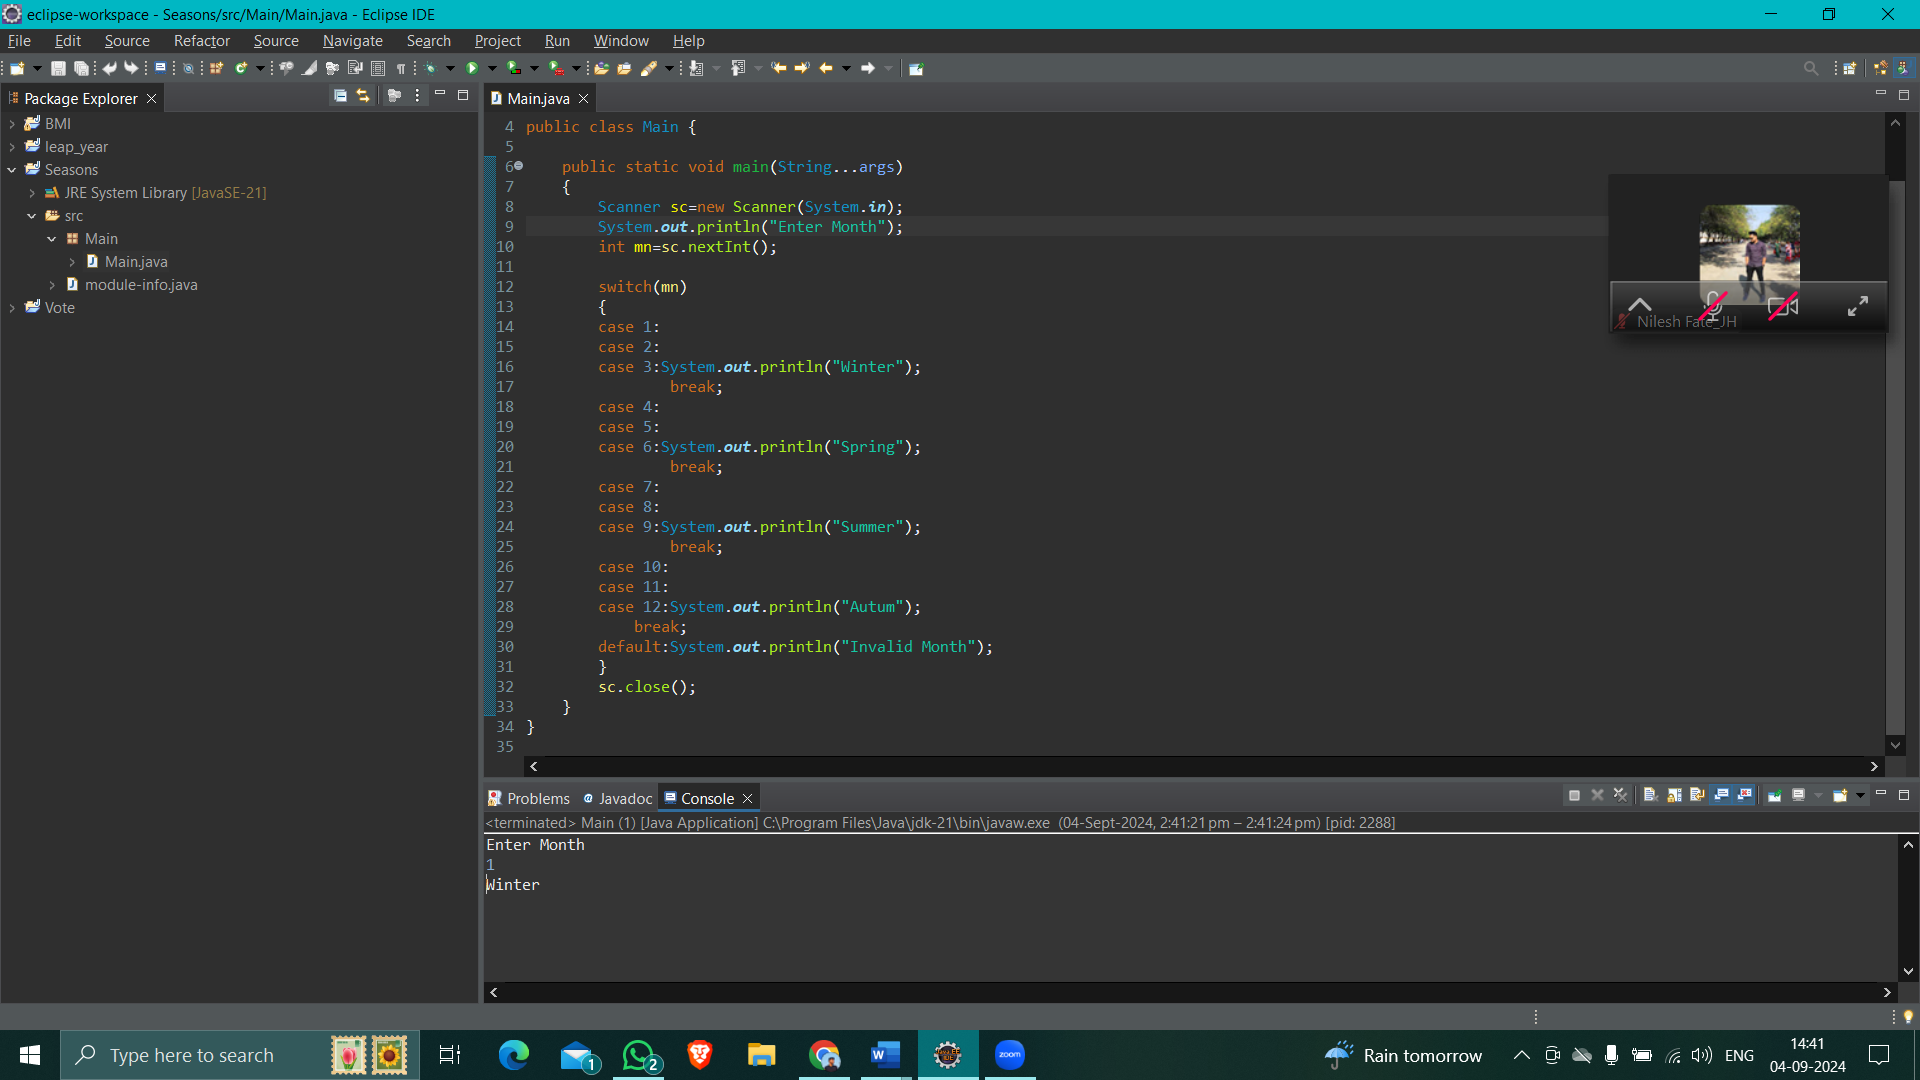 eclipse-workspace - Seasons/src/Main/Main.java - Eclipse IDE
File Edit Source Refactor Source Navigate Search Project Run Window Help
Package Explorer
BMI
leap_year
Seasons
JRE System Library [JavaSE-21]
src
Main
Main.java
module-info.java
Vote
Main.java
4 public class Main {
5
6 public static void main(String...args)
7 {
8 Scanner sc=new Scanner(System.in);
9 System.out.println("Enter Month");
10 int mn=sc.nextInt();
11
12 switch(mn)
13 {
14 case 1:
15 case 2:
16 case 3:System.out.println("Winter");
17 break;
18 case 4:
19 case 5:
20 case 6:System.out.println("Spring");
21 break;
22 case 7:
23 case 8:
24 case 9:System.out.println("Summer");
25 break;
26 case 10:
27 case 11:
28 case 12:System.out.println("Autum");
29 break;
30 default:System.out.println("Invalid Month");
31 }
32 sc.close();
33 }
34 }
35
Nilesh Fate_JH
Problems Javadoc Console
<terminated> Main (1) [Java Application] C:\Program Files\Java\jdk-21\bin\javaw.exe (04-Sept-2024, 2:41:21 pm – 2:41:24 pm) [pid: 2288]
Enter Month
1
Winter
Type here to search
1
2
zoom
Rain tomorrow
ENG
14:41
04-09-2024